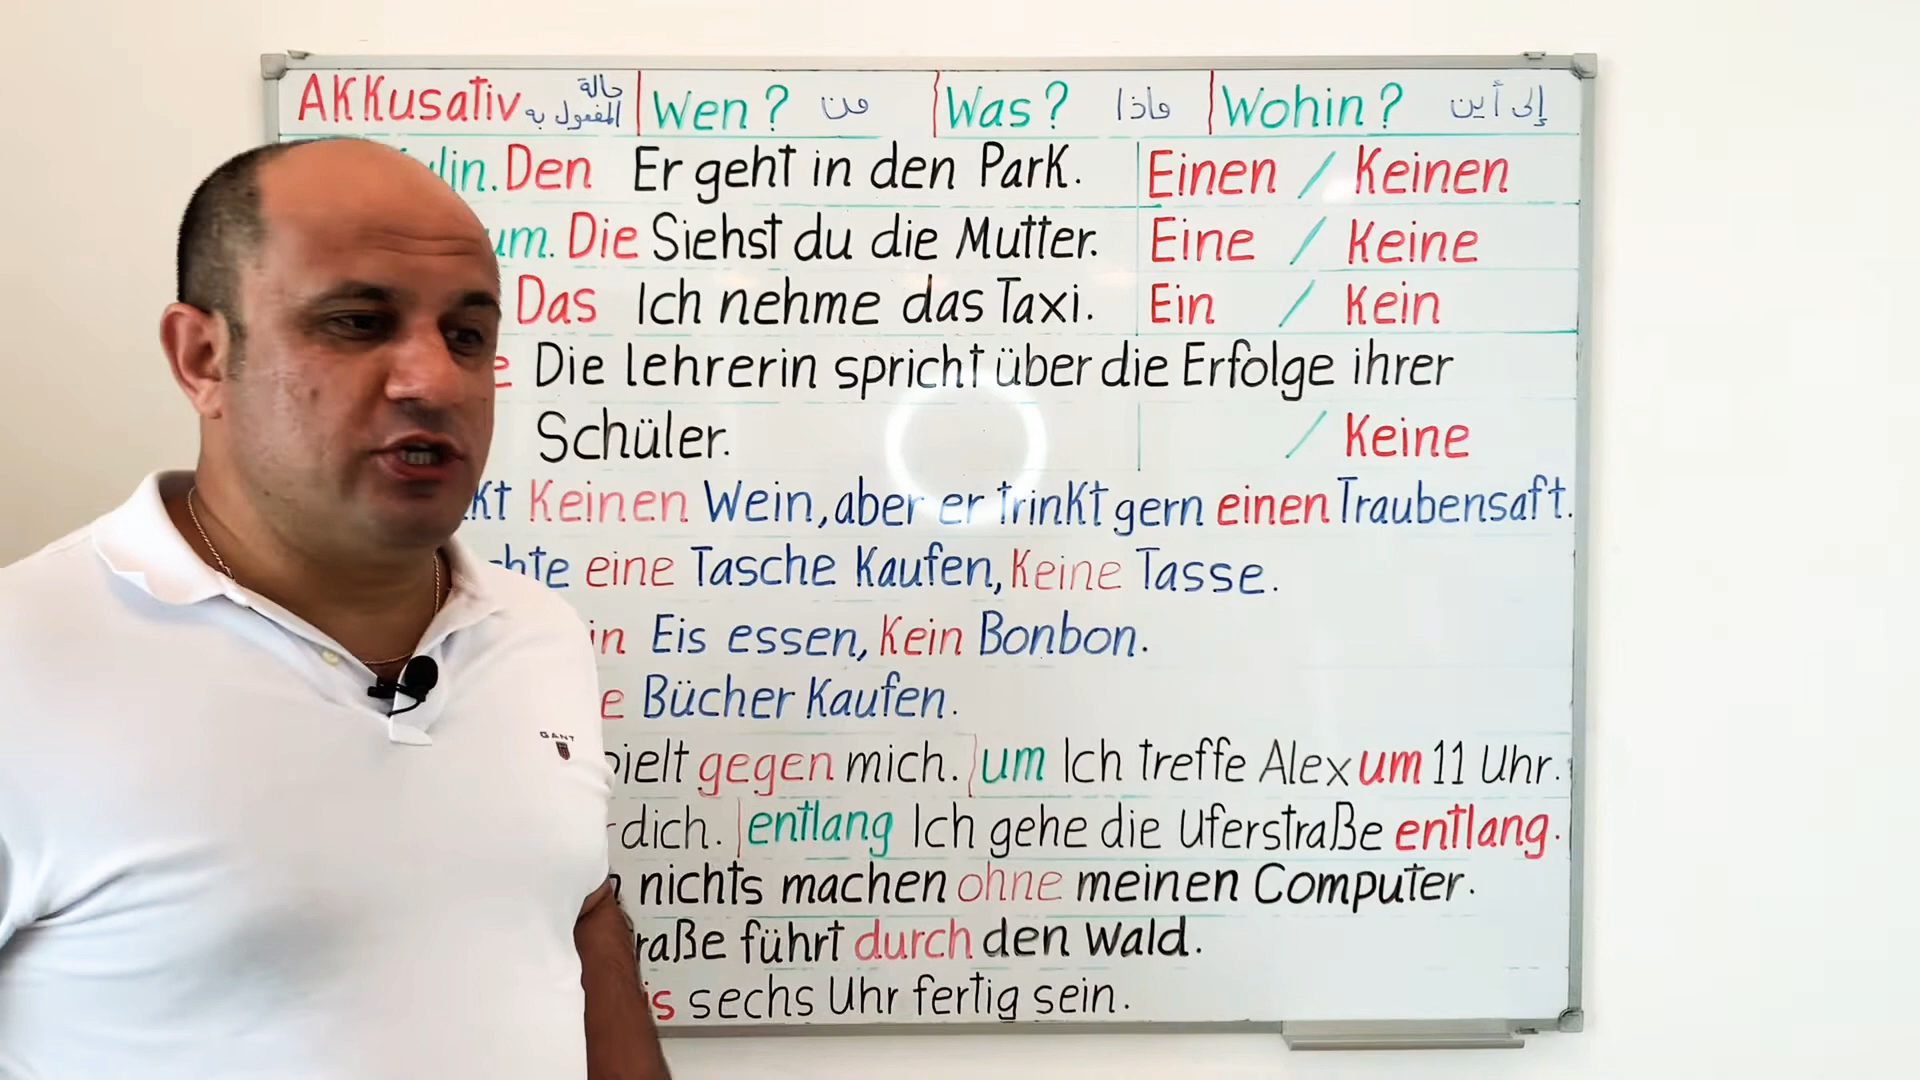 AKKusativ حالة المفعول به Wen? من Was? ماذا Wohin? إلى أين
lin. Den Er geht in den Park. Einen / Keinen
um. Die Siehst du die Mutter. Eine / Keine
Das Ich nehme das Taxi. Ein / Kein
e Die lehrerin spricht über die Erfolge ihrer
Schüler. / Keine
kt Keinen Wein, aber er trinkt gern einen Traubensaft.
hte eine Tasche Kaufen, Keine Tasse.
in Eis essen, Kein Bonbon.
e Bücher Kaufen.
ielt gegen mich. um Ich treffe Alex um 11 Uhr.
dich. entlang Ich gehe die Uferstraße entlang.
nichts machen ohne meinen Computer.
raße führt durch den Wald.
is sechs Uhr fertig sein.
GANT